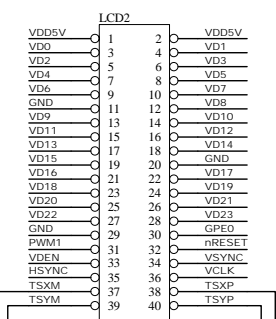 LCD2
VDD5V 1 2 VDD5V
VD0 3 4 VD1
VD2 5 6 VD3
VD4 7 8 VD5
VD6 9 10 VD7
GND 11 12 VD8
VD9 13 14 VD10
VD11 15 16 VD12
VD13 17 18 VD14
VD15 19 20 GND
VD16 21 22 VD17
VD18 23 24 VD19
VD20 25 26 VD21
VD22 27 28 VD23
GND 29 30 GPE0
PWM1 31 32 nRESET
VDEN 33 34 VSYNC
HSYNC 35 36 VCLK
TSXM 37 38 TSXP
TSYM 39 40 TSYP